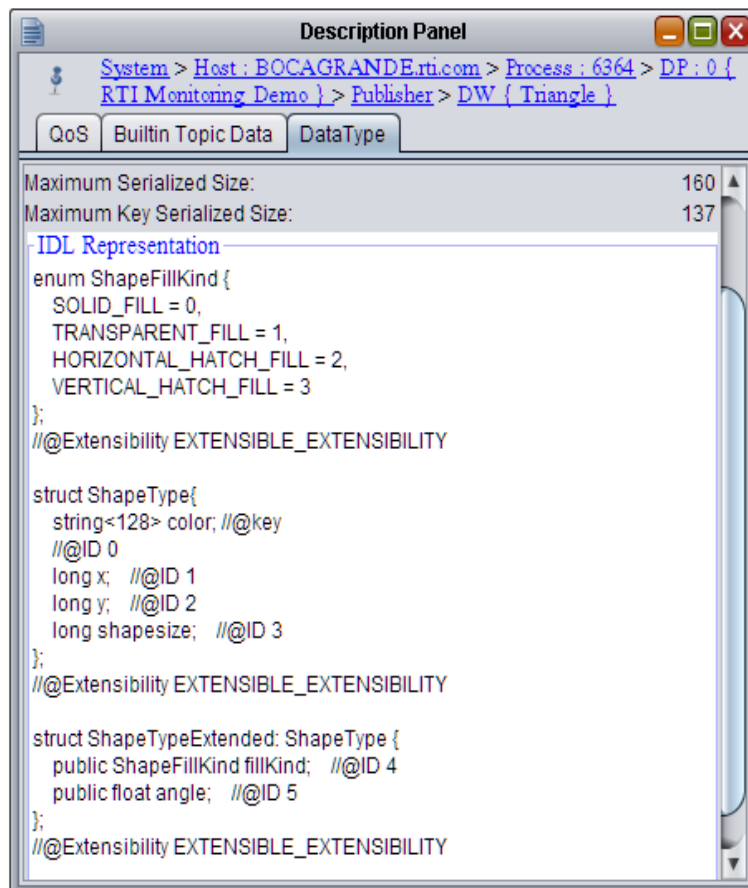 Description Panel
System > Host : BOCAGRANDE.rti.com > Process : 6364 > DP : 0 {
RTI Monitoring Demo } > Publisher > DW { Triangle }
QoS Builtin Topic Data DataType
Maximum Serialized Size: 160
Maximum Key Serialized Size: 137
IDL Representation
enum ShapeFillKind {
SOLID_FILL = 0,
TRANSPARENT_FILL = 1,
HORIZONTAL_HATCH_FILL = 2,
VERTICAL_HATCH_FILL = 3
};
//@Extensibility EXTENSIBLE_EXTENSIBILITY
struct ShapeType{
string<128> color; //@key
//@ID 0
long x; //@ID 1
long y; //@ID 2
long shapesize; //@ID 3
};
//@Extensibility EXTENSIBLE_EXTENSIBILITY
struct ShapeTypeExtended: ShapeType {
public ShapeFillKind fillKind; //@ID 4
public float angle; //@ID 5
};
//@Extensibility EXTENSIBLE_EXTENSIBILITY